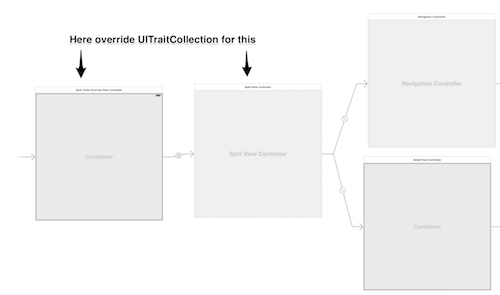 Here override UITraitCollection for this
Navigation Controller
Navigation Controller
Split Traits Override View Controller
Container
Split View Controller
Split View Controller
Detail View Controller
Container